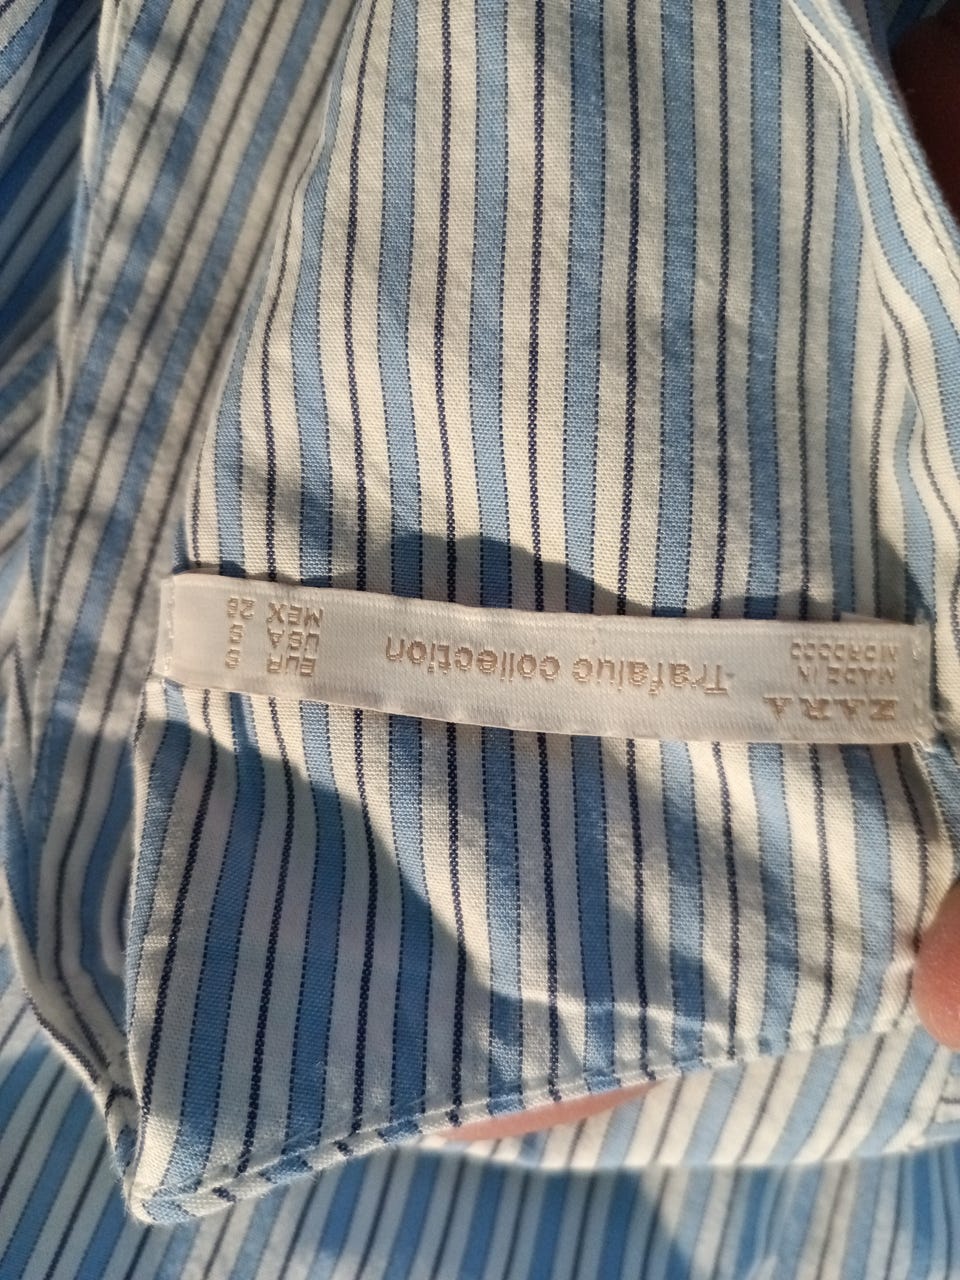 ZARA
MADE IN
MOROCCO
Trafaluc collection
EUR S
USA S
MEX 26